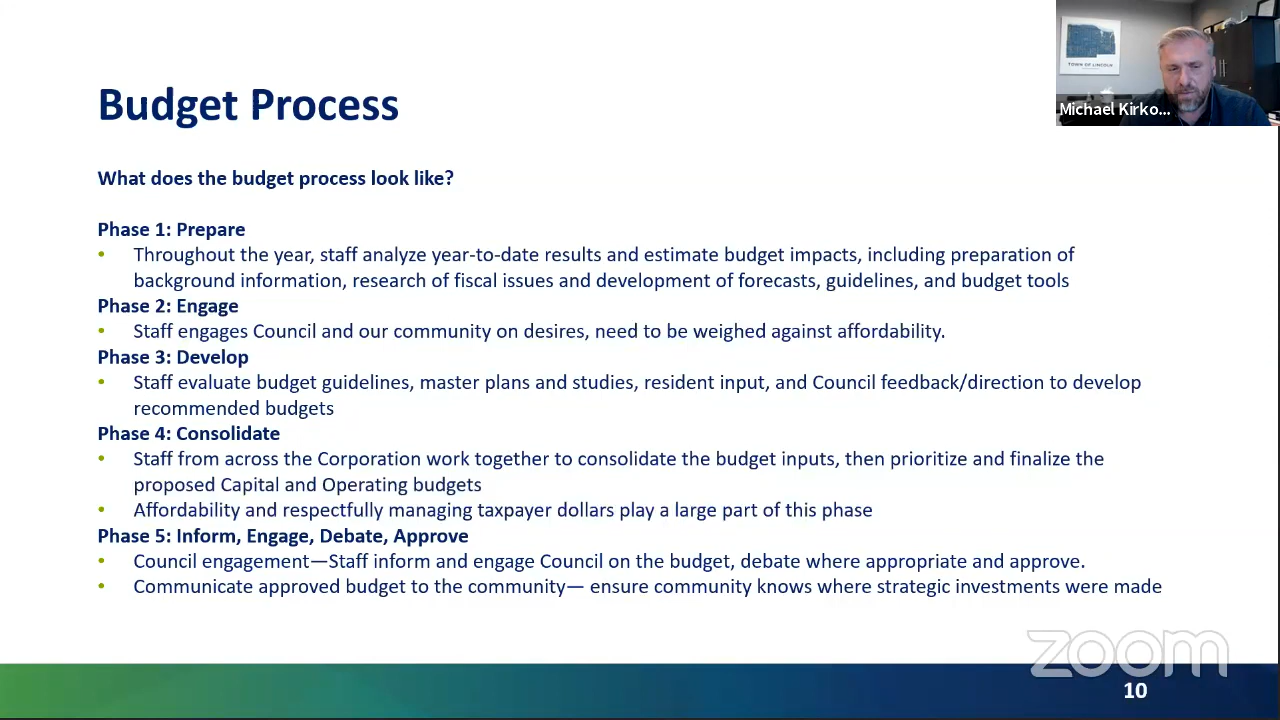 Budget Process
What does the budget process look like?
Phase 1: Prepare
• Throughout the year, staff analyze year-to-date results and estimate budget impacts, including preparation of
background information, research of fiscal issues and development of forecasts, guidelines, and budget tools
Phase 2: Engage
• Staff engages Council and our community on desires, need to be weighed against affordability.
Phase 3: Develop
• Staff evaluate budget guidelines, master plans and studies, resident input, and Council feedback/direction to develop
recommended budgets
Phase 4: Consolidate
• Staff from across the Corporation work together to consolidate the budget inputs, then prioritize and finalize the
proposed Capital and Operating budgets
• Affordability and respectfully managing taxpayer dollars play a large part of this phase
Phase 5: Inform, Engage, Debate, Approve
• Council engagement—Staff inform and engage Council on the budget, debate where appropriate and approve.
• Communicate approved budget to the community— ensure community knows where strategic investments were made
TOWN OF LINCOLN
Michael Kirko...
zoom
10